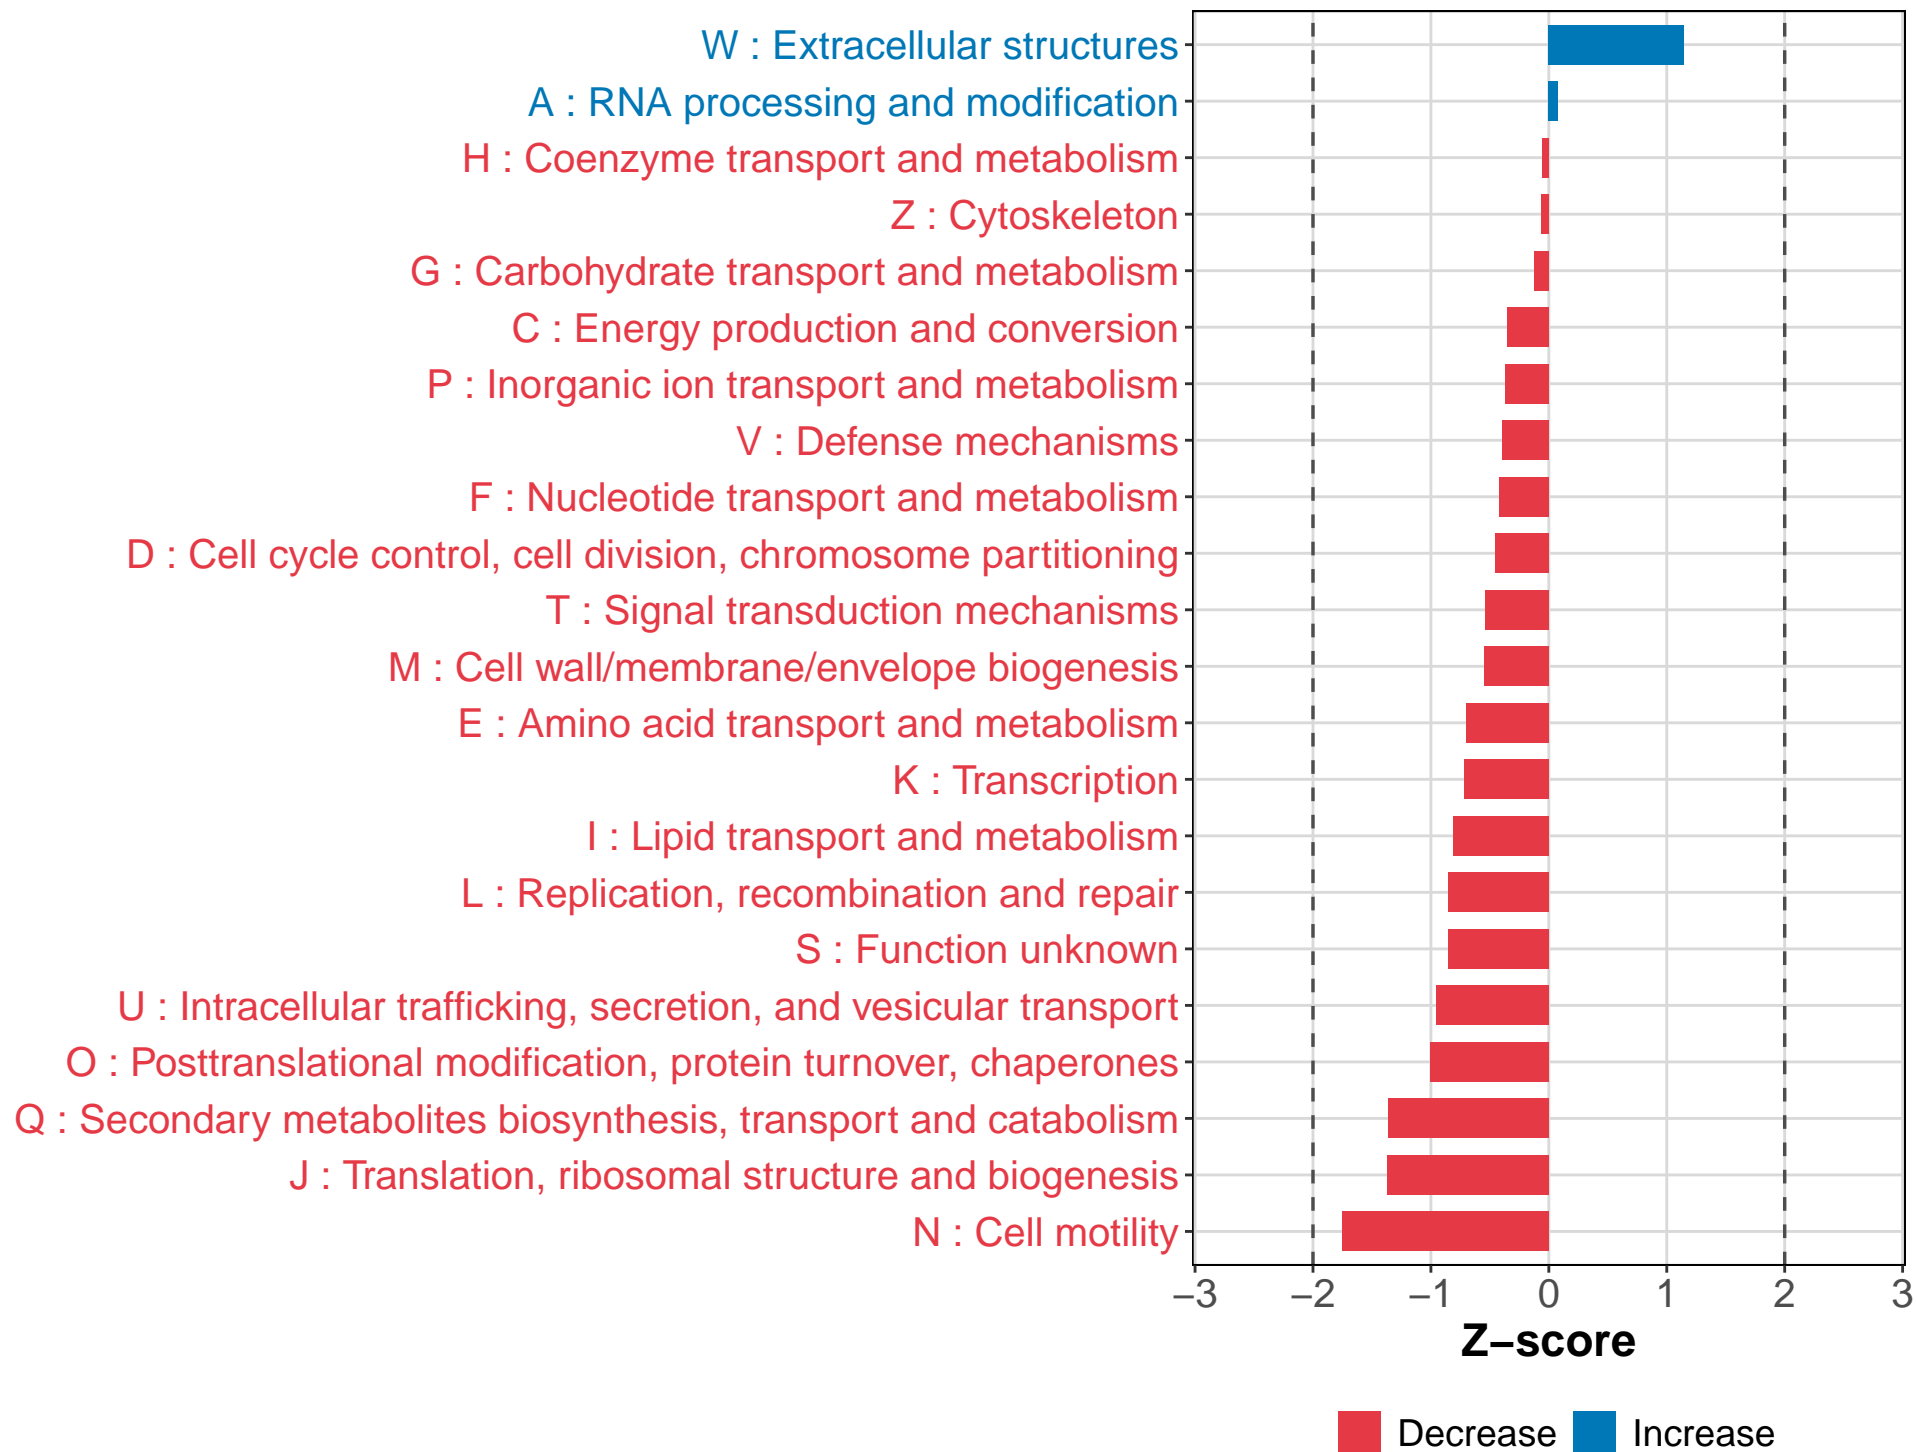 W : Extracellular structures
A : RNA processing and modification
H : Coenzyme transport and metabolism
Z : Cytoskeleton
G : Carbohydrate transport and metabolism
C : Energy production and conversion
P : Inorganic ion transport and metabolism
V : Defense mechanisms
F : Nucleotide transport and metabolism
D : Cell cycle control, cell division, chromosome partitioning
T : Signal transduction mechanisms
M : Cell wall/membrane/envelope biogenesis
E : Amino acid transport and metabolism
K : Transcription
I : Lipid transport and metabolism
L : Replication, recombination and repair
S : Function unknown
U : Intracellular trafficking, secretion, and vesicular transport
O : Posttranslational modification, protein turnover, chaperones
Q : Secondary metabolites biosynthesis, transport and catabolism
J : Translation, ribosomal structure and biogenesis
N : Cell motility
−3 −2 −1 0 1 2 3
Z−score
Decrease Increase